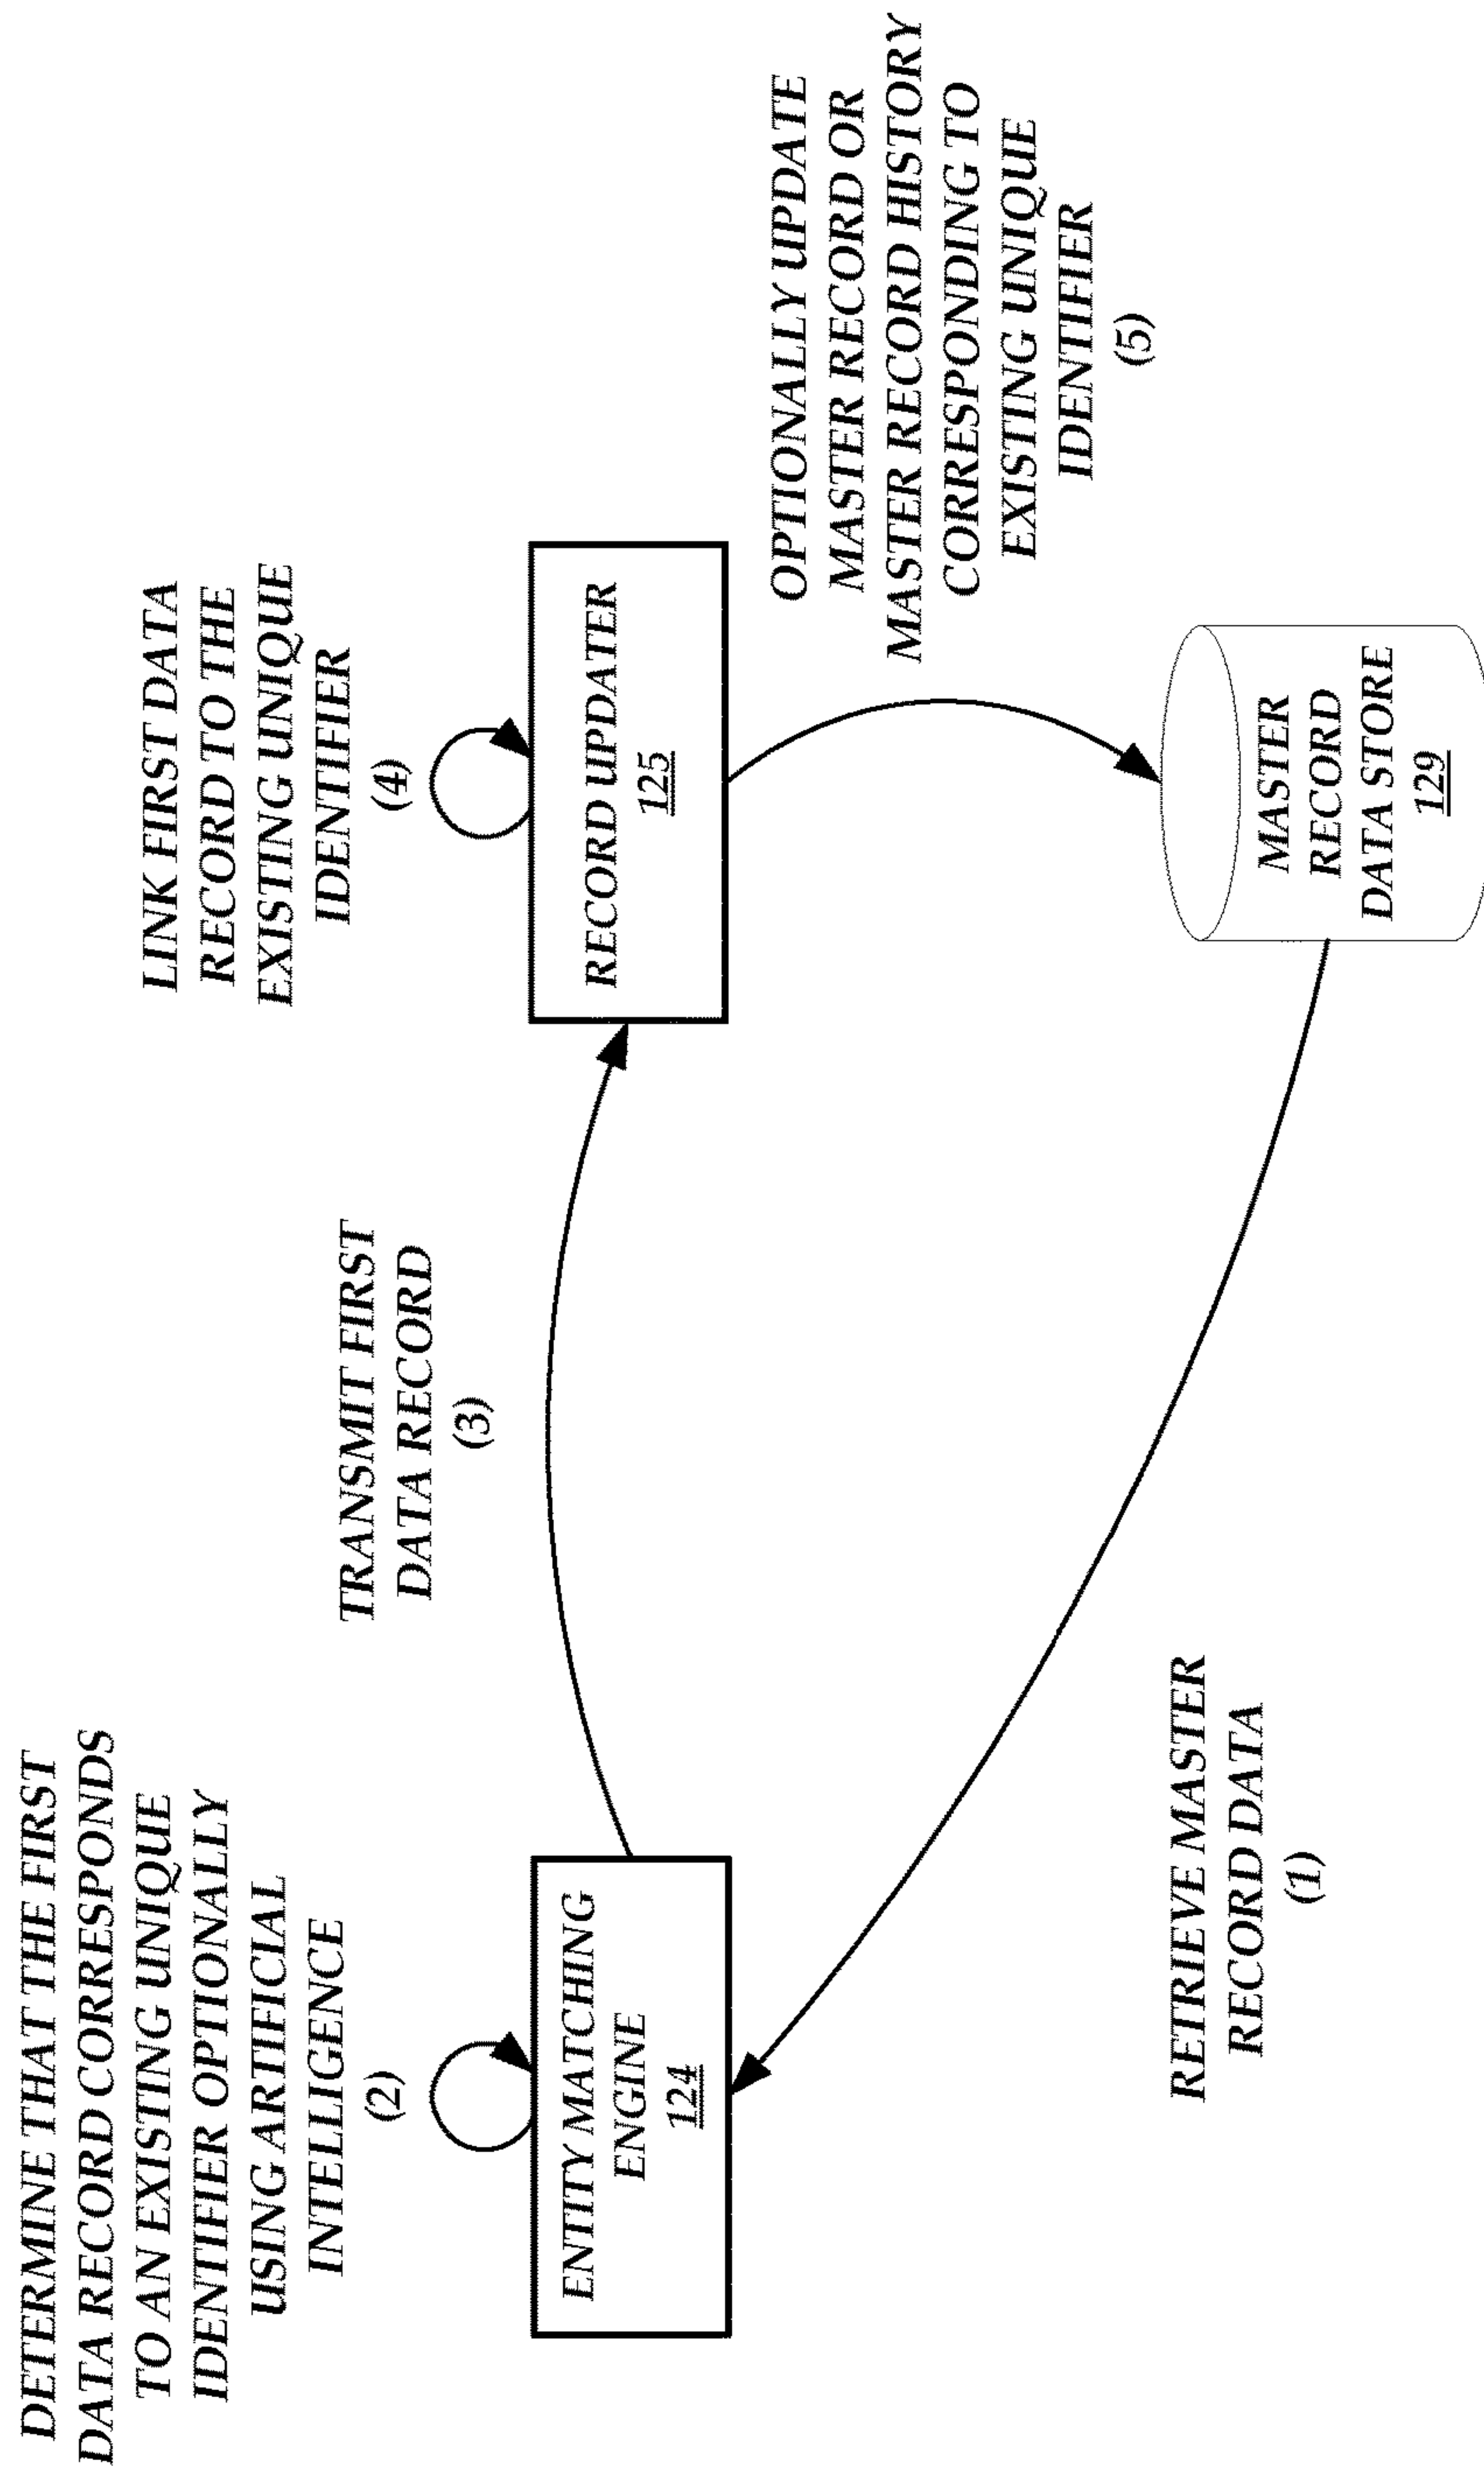 DETERMINE THAT THE FIRST
DATA RECORD CORRESPONDS
TO AN EXISTING UNIQUE
IDENTIFIER OPTIONALLY
USING ARTIFICIAL
INTELLIGENCE
(2)
ENTITY MATCHING
ENGINE
124
TRANSMIT FIRST
DATA RECORD
(3)
LINK FIRST DATA
RECORD TO THE
EXISTING UNIQUE
IDENTIFIER
(4)
RECORD UPDATER
125
OPTIONALLY UPDATE
MASTER RECORD OR
MASTER RECORD HISTORY
CORRESPONDING TO
EXISTING UNIQUE
IDENTIFIER
(5)
RETRIEVE MASTER
RECORD DATA
(1)
MASTER
RECORD
DATA STORE
129